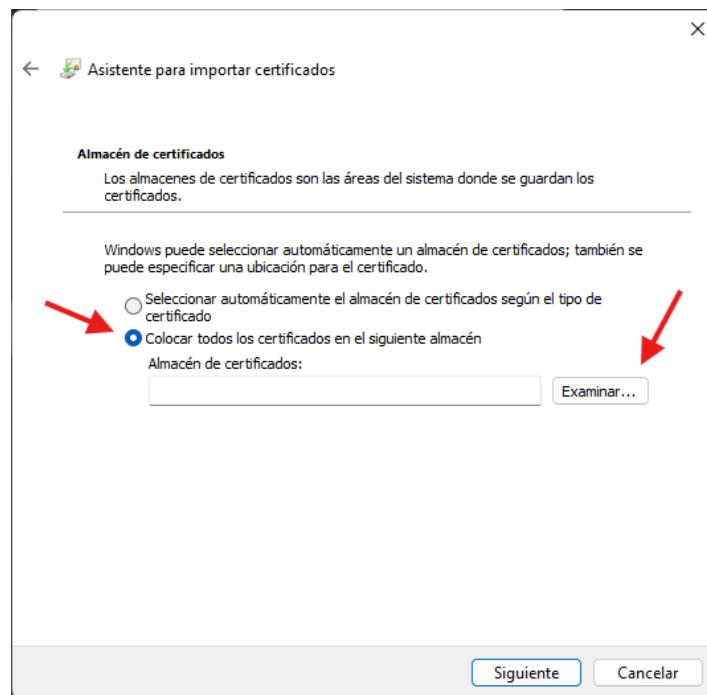 Asistente para importar certificados
Almacén de certificados
Los almacenes de certificados son las áreas del sistema donde se guardan los
certificados.
Windows puede seleccionar automáticamente un almacén de certificados; también se
puede especificar una ubicación para el certificado.
Seleccionar automáticamente el almacén de certificados según el tipo de
certificado
Colocar todos los certificados en el siguiente almacén
Almacén de certificados:
Examinar...
Siguiente
Cancelar